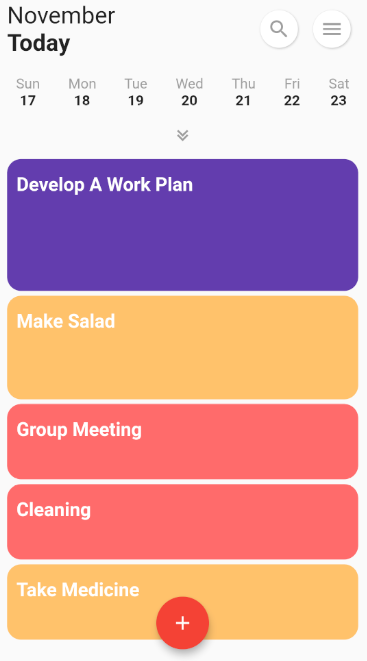 November
Today
Sun Mon Tue Wed Thu Fri Sat
17 18 19 20 21 22 23
Develop A Work Plan
Make Salad
Group Meeting
Cleaning
Take Medicine
+